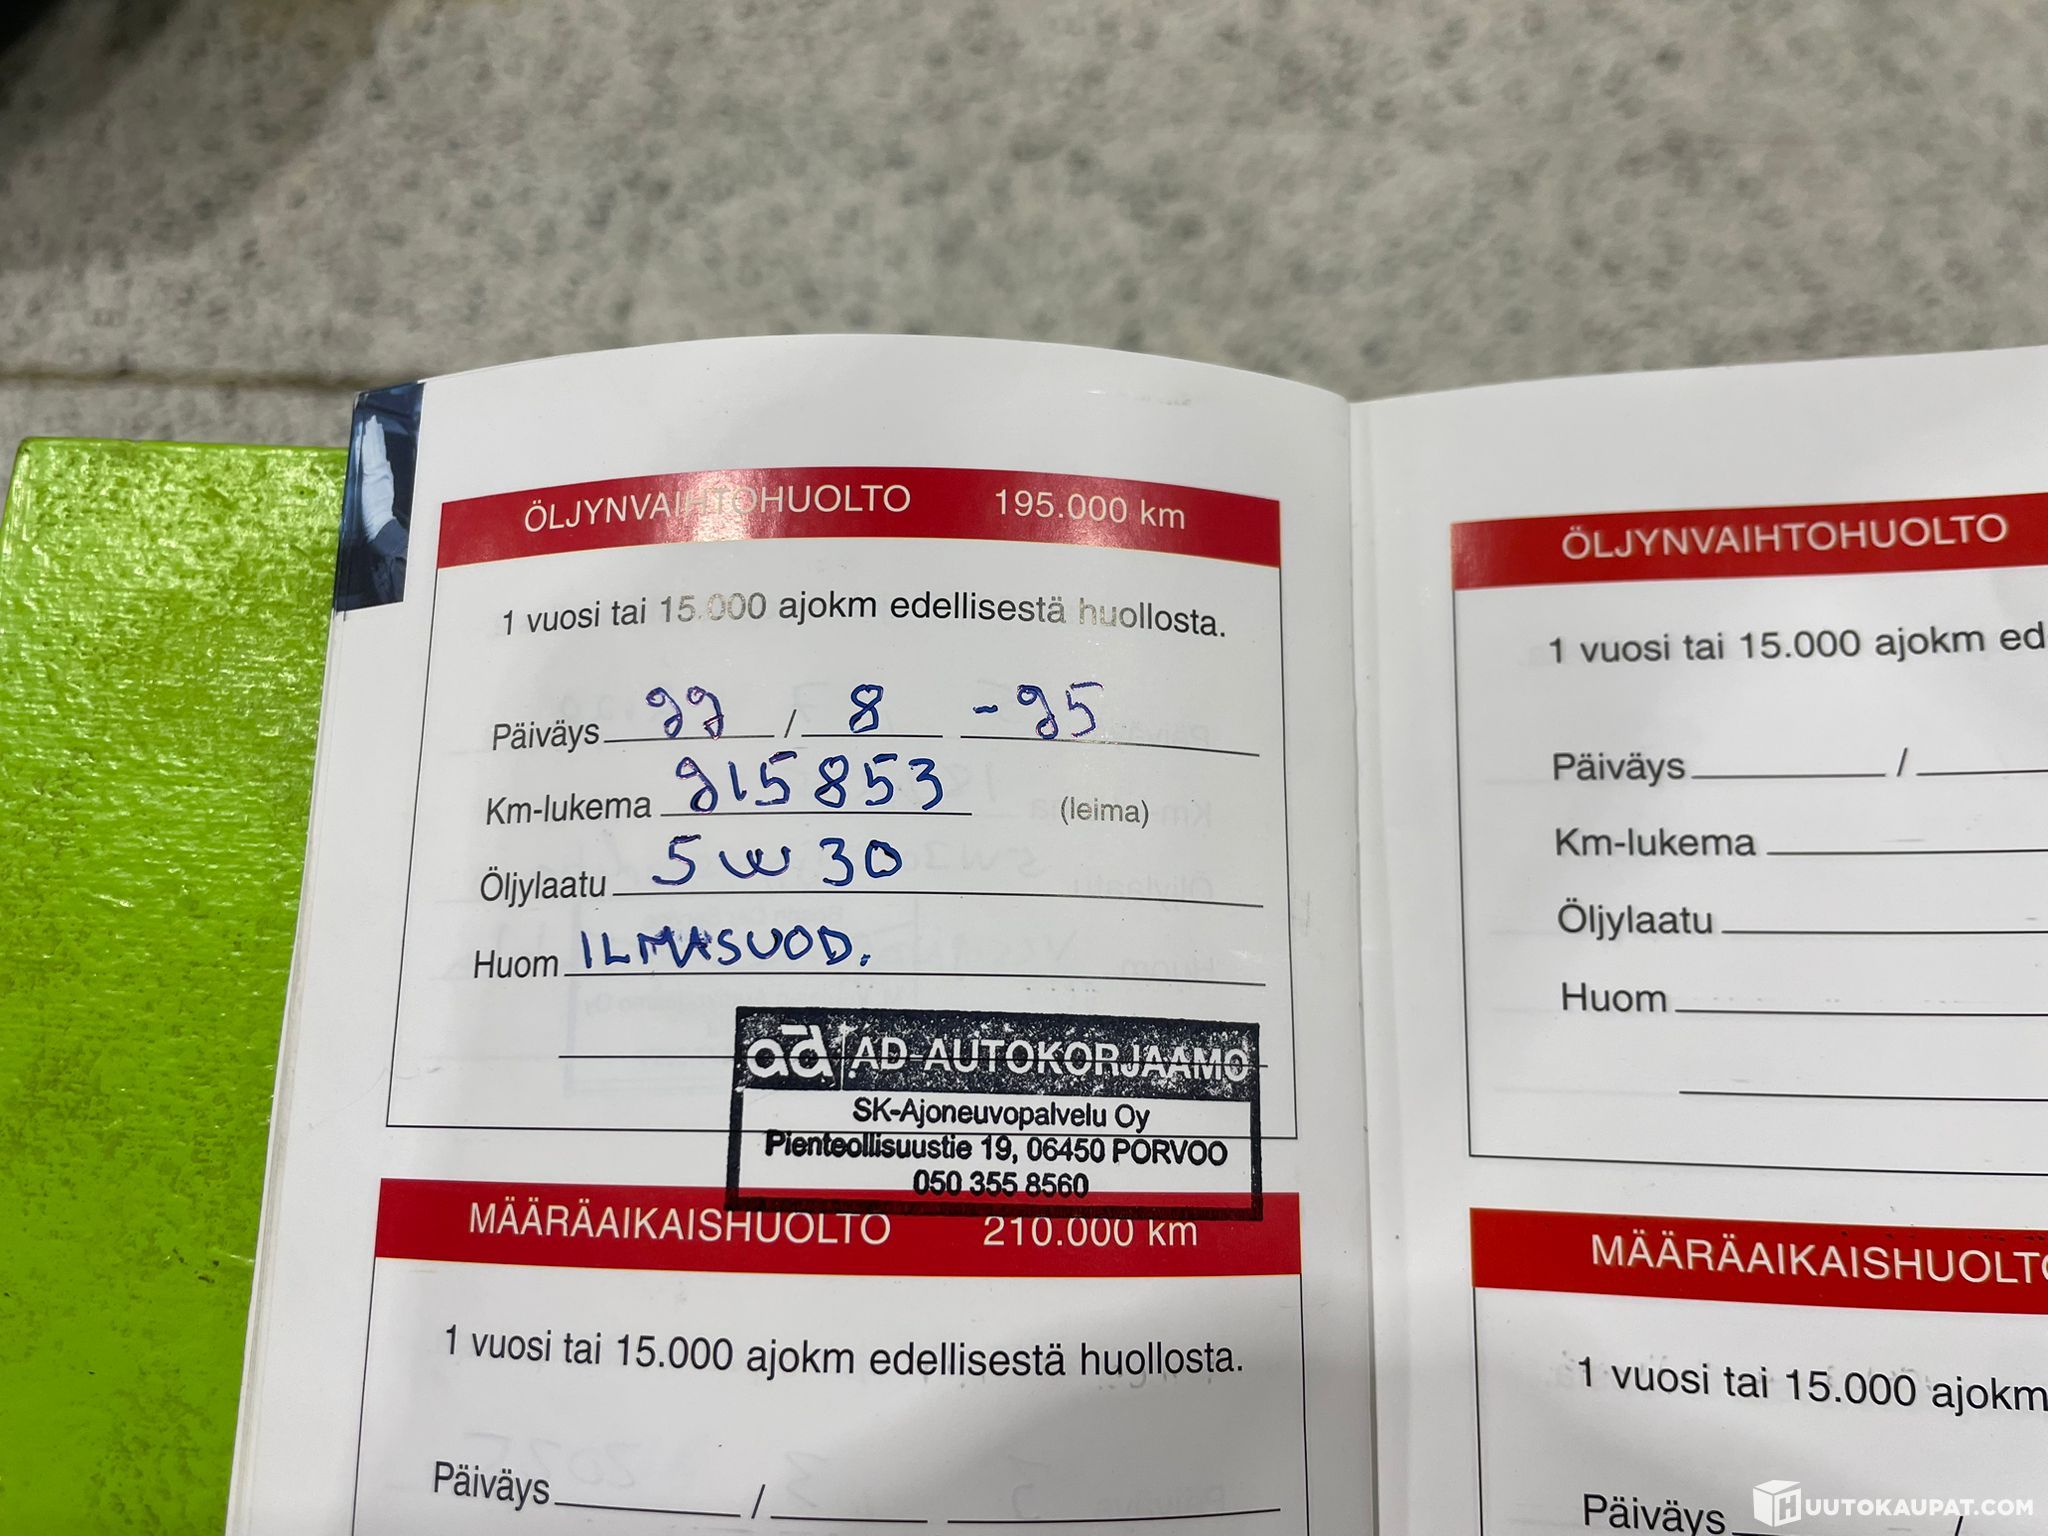 ÖLJYNVAIHTOHUOLTO 195.000 km
1 vuosi tai 15.000 ajokm edellisestä huollosta.
Päiväys 22 / 8 -25
Km-lukema 215853 (leima)
Öljylaatu 5W30
Huom ILMASUOD.
ad AD-AUTOKORJAAMO
SK-Ajoneuvopalvelu Oy
Pienteollisuustie 19, 06450 PORVOO
050 355 8560
MÄÄRÄAIKAISHUOLTO 210.000 km
1 vuosi tai 15.000 ajokm edellisestä huollosta.
Päiväys /
ÖLJYNVAIHTOHUOLTO
1 vuosi tai 15.000 ajokm ed
Päiväys /
Km-lukema
Öljylaatu
Huom
MÄÄRÄAIKAISHUOLTO
1 vuosi tai 15.000 ajokm
Päiväys /
HUUTOKAUPAT.COM